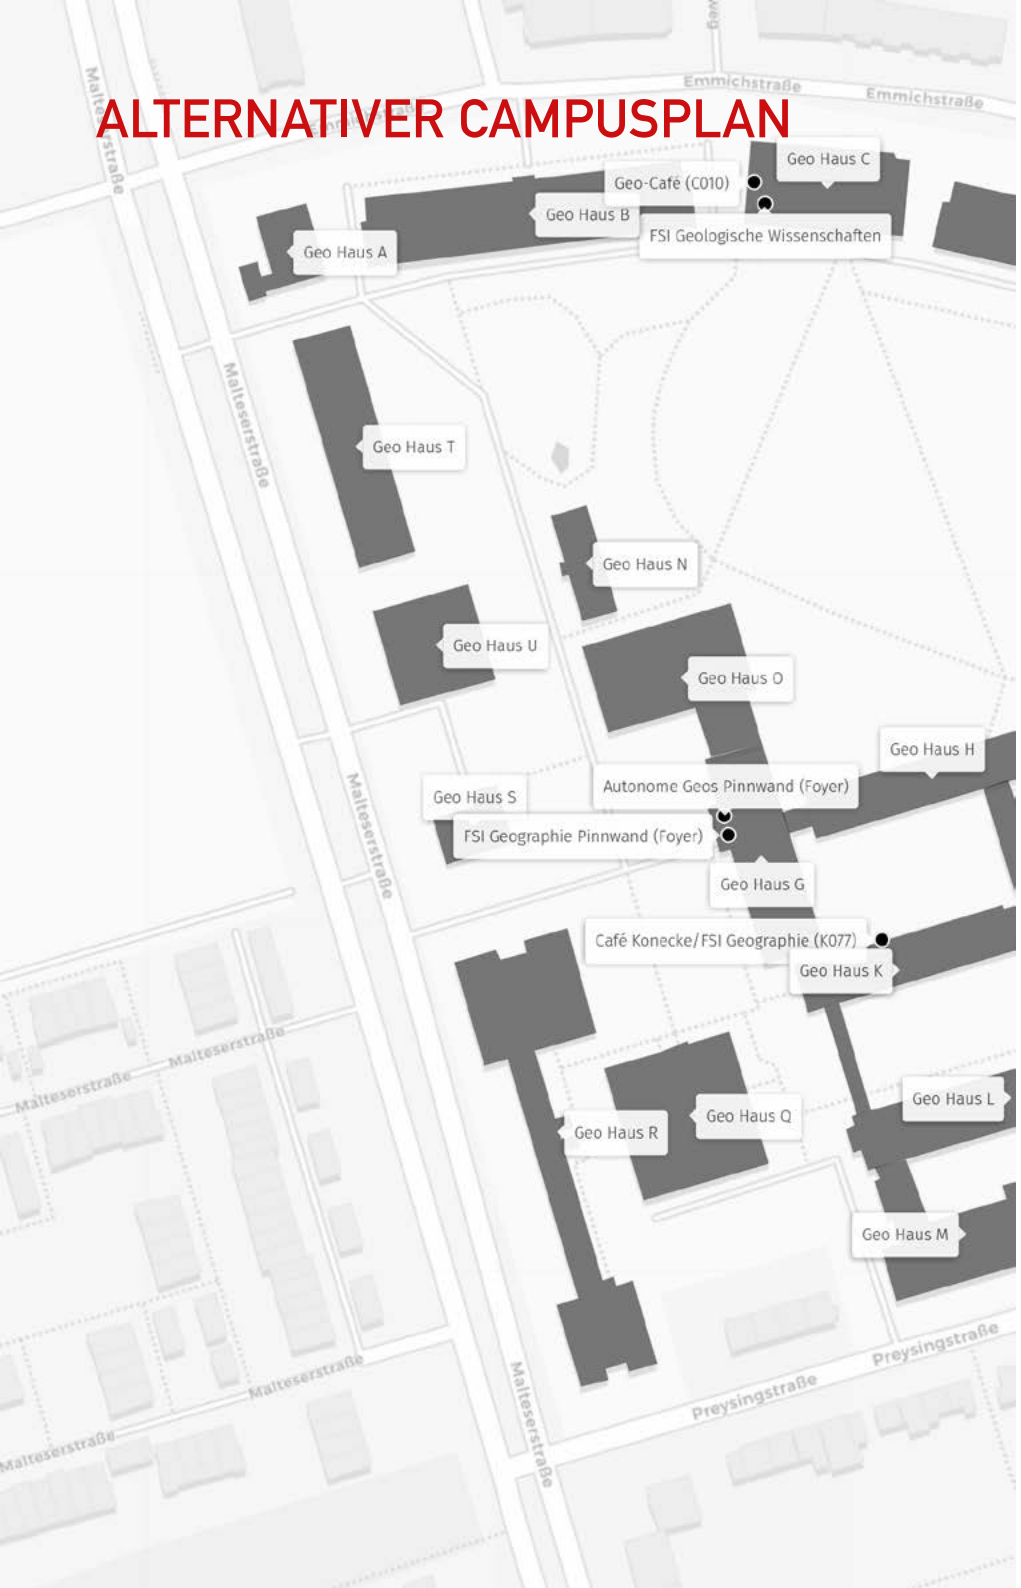 weg
Emmichstraße
Emmichstraße
Malteserstraße
ALTERNATIVER CAMPUSPLAN
Emmichstraße
Geo Haus C
Geo-Café (C010)
Geo Haus B
FSI Geologische Wissenschaften
Geo Haus A
Malteserstraße
Geo Haus T
Geo Haus N
Geo Haus U
Geo Haus O
Geo Haus H
Autonome Geos Pinnwand (Foyer)
Geo Haus S
Malteserstraße
FSI Geographie Pinnwand (Foyer)
Geo Haus G
Café Konecke/FSI Geographie (K077)
Geo Haus K
Malteserstraße
Malteserstraße
Geo Haus L
Geo Haus Q
Geo Haus R
Geo Haus M
Preysingstraße
Malteserstraße
Preysingstraße
Malteserstraße
Malteserstraße